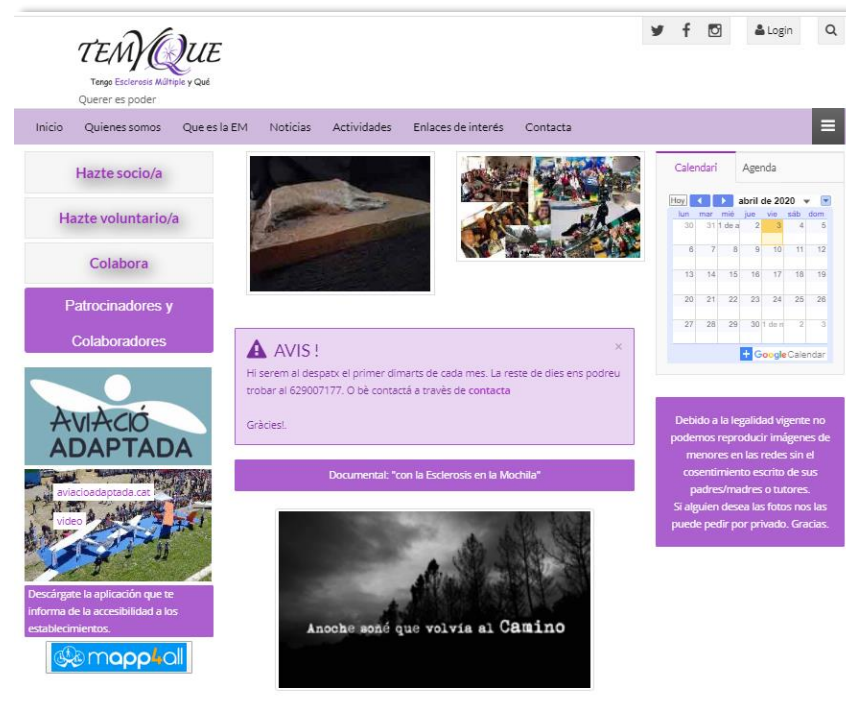 Login
TEMYQUE
Tengo Esclerosis Múltiple y Qué
Querer es poder
Inicio Quienes somos Que es la EM Noticias Actividades Enlaces de interés Contacta
Hazte socio/a
Hazte voluntario/a
Colabora
Patrocinadores y
Colaboradores
AVIACIÓ
ADAPTADA
aviacioadaptada.cat
video
Descárgate la aplicación que te
informa de la accesibilidad a los
establecimientos.
mapp4all
AVIS !
×
Hi serem al despatx el primer dimarts de cada mes. La reste de dies ens podreu
trobar al 629007177. O bè contactá a travès de contacta
Gràcies!.
Documental: "con la Esclerosis en la Mochila"
Anoche soñé que volvía al Camino
Calendarí Agenda
Hoy abril de 2020
lun mar mié jue vie sáb dom
30 31 1 de a 2 3 4 5
6 7 8 9 10 11 12
13 14 15 16 17 18 19
20 21 22 23 24 25 26
27 28 29 30 1 de m 2 3
Google Calendar
Debido a la legalidad vigente no
podemos reproducir imágenes de
menores en las redes sin el
cosentimiento escrito de sus
padres/madres o tutores.
Si alguien desea las fotos nos las
puede pedir por privado. Gracias.